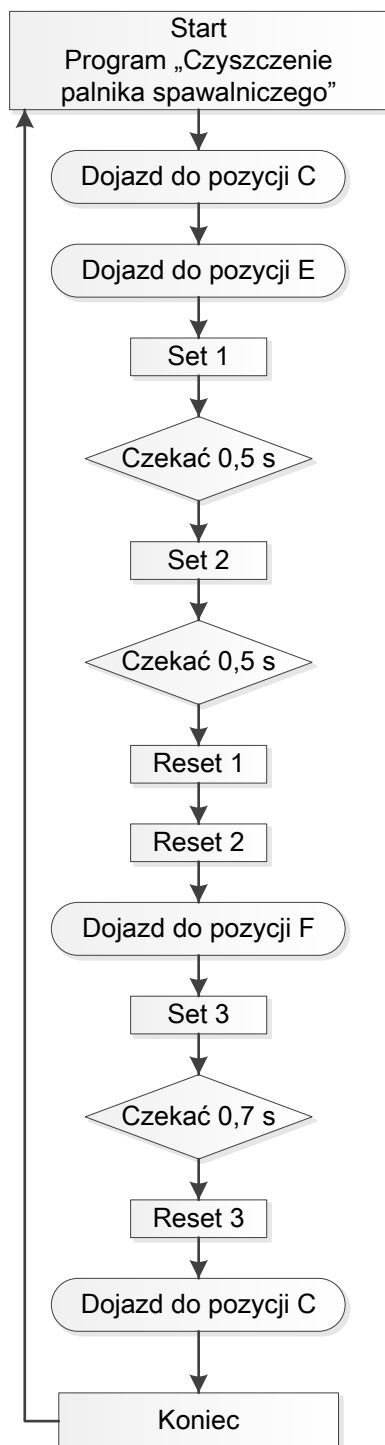 Start
Program „Czyszczenie
palnika spawalniczego”
Dojazd do pozycji C
Dojazd do pozycji E
Set 1
Czekać 0,5 s
Set 2
Czekać 0,5 s
Reset 1
Reset 2
Dojazd do pozycji F
Set 3
Czekać 0,7 s
Reset 3
Dojazd do pozycji C
Koniec